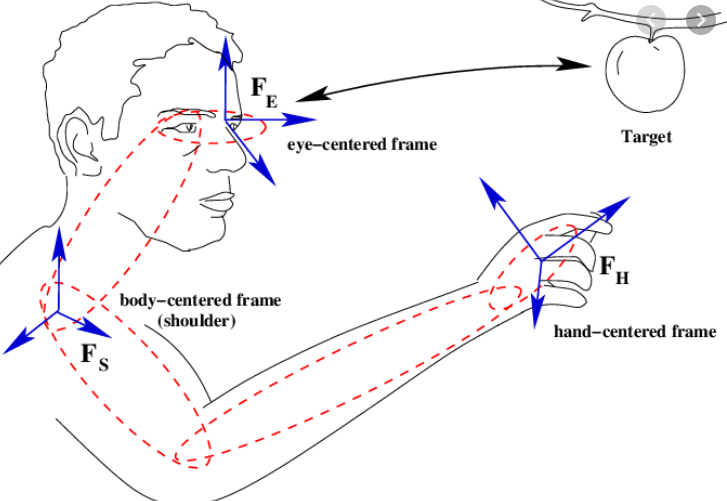 F_E
eye-centered frame
Target
body-centered frame
(shoulder)
F_S
F_H
hand-centered frame